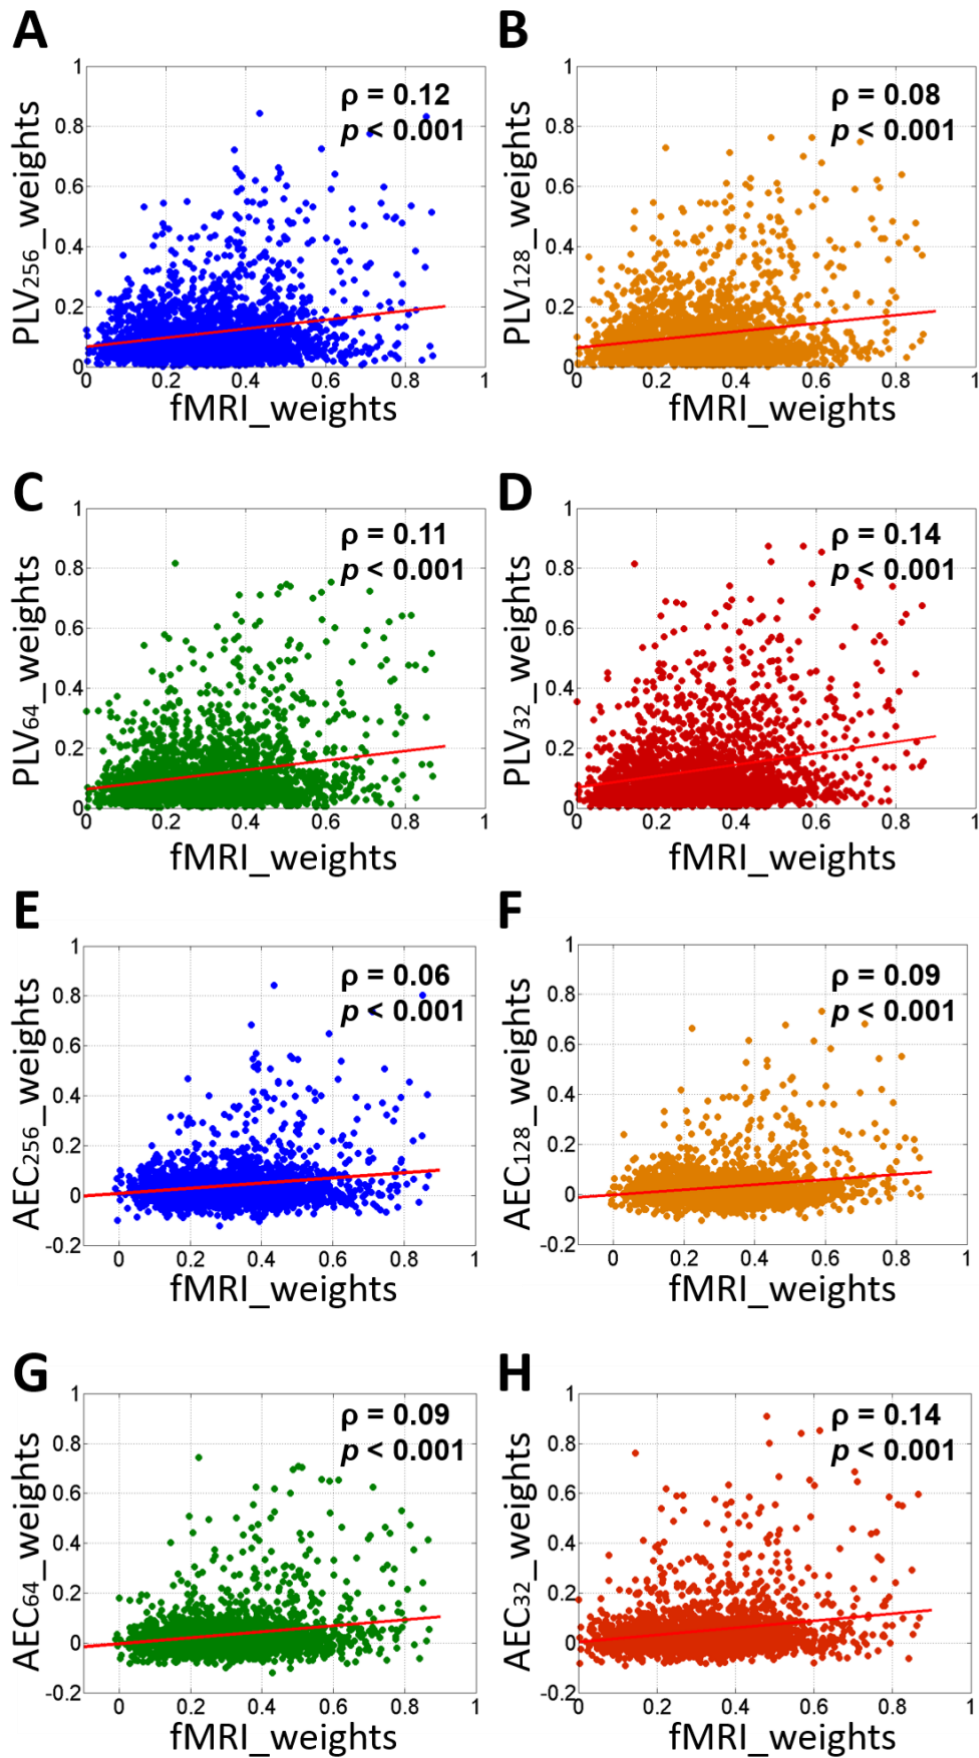 A
1
0.8
0.6
0.4
0.2
0
0 0.2 0.4 0.6 0.8 1
PLV256_weights
fMRI_weights
ρ = 0.12
p < 0.001
B
1
0.8
0.6
0.4
0.2
0
0 0.2 0.4 0.6 0.8 1
PLV128_weights
fMRI_weights
ρ = 0.08
p < 0.001
C
1
0.8
0.6
0.4
0.2
0
0 0.2 0.4 0.6 0.8 1
PLV64_weights
fMRI_weights
ρ = 0.11
p < 0.001
D
1
0.8
0.6
0.4
0.2
0
0 0.2 0.4 0.6 0.8 1
PLV32_weights
fMRI_weights
ρ = 0.14
p < 0.001
E
1
0.8
0.6
0.4
0.2
0
-0.2
0 0.2 0.4 0.6 0.8 1
AEC256_weights
fMRI_weights
ρ = 0.06
p < 0.001
F
1
0.8
0.6
0.4
0.2
0
-0.2
0 0.2 0.4 0.6 0.8 1
AEC128_weights
fMRI_weights
ρ = 0.09
p < 0.001
G
1
0.8
0.6
0.4
0.2
0
-0.2
0 0.2 0.4 0.6 0.8 1
AEC64_weights
fMRI_weights
ρ = 0.09
p < 0.001
H
1
0.8
0.6
0.4
0.2
0
-0.2
0 0.2 0.4 0.6 0.8 1
AEC32_weights
fMRI_weights
ρ = 0.14
p < 0.001